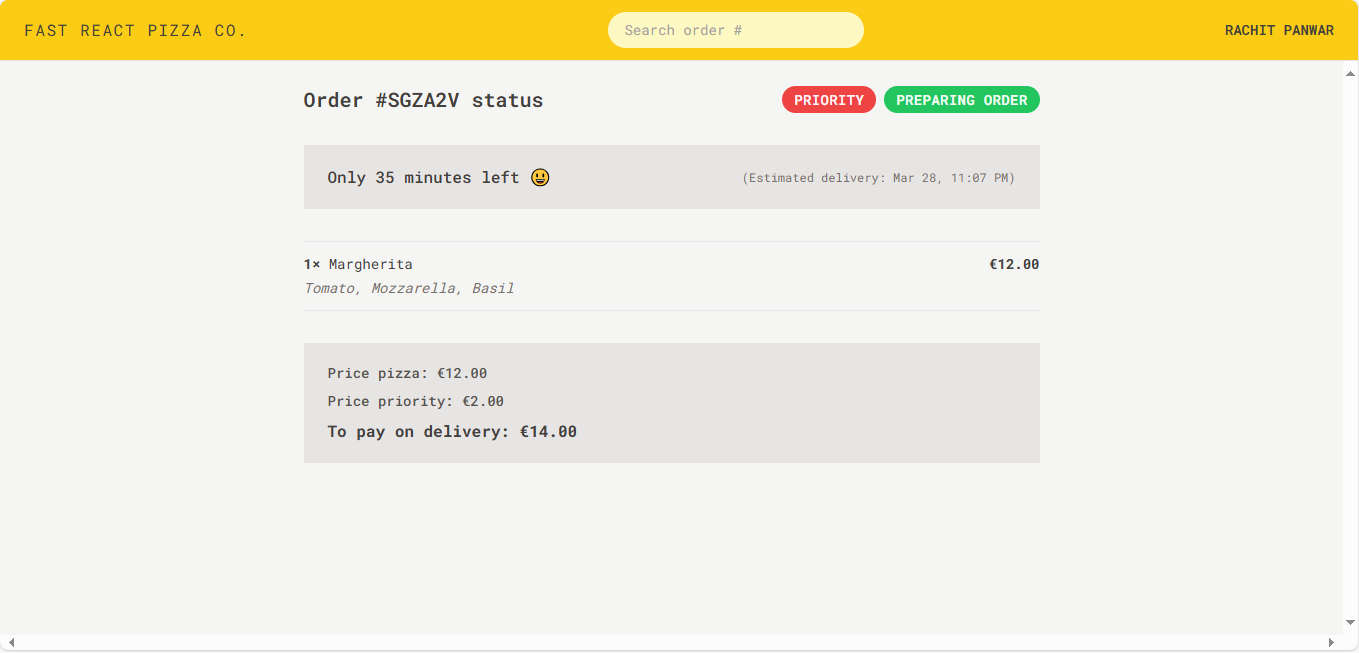 FAST REACT PIZZA CO.
Search order #
RACHIT PANWAR
Order #SGZA2V status
PRIORITY
PREPARING ORDER
Only 35 minutes left 😃
(Estimated delivery: Mar 28, 11:07 PM)
1× Margherita
€12.00
Tomato, Mozzarella, Basil
Price pizza: €12.00
Price priority: €2.00
To pay on delivery: €14.00